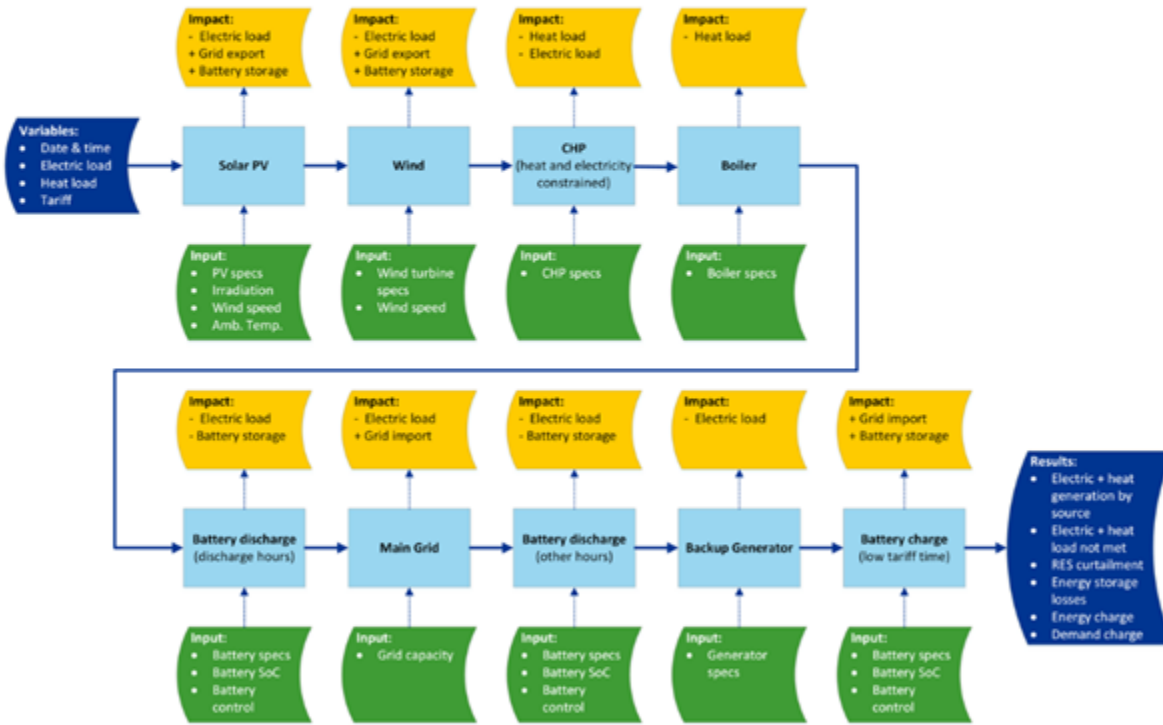 Impact:
- Electric load
+ Grid export
+ Battery storage
Impact:
- Electric load
+ Grid export
+ Battery storage
Impact:
- Heat load
- Electric load
Impact:
- Heat load
Variables:
• Date & time
• Electric load
• Heat load
• Tariff
Solar PV
Wind
CHP
(heat and electricity
constrained)
Boiler
Input:
• PV specs
• Irradiation
• Wind speed
• Amb. Temp.
Input:
• Wind turbine
specs
• Wind speed
Input:
• CHP specs
Input:
• Boiler specs
Impact:
- Electric load
- Battery storage
Impact:
- Electric load
+ Grid import
Impact:
- Electric load
- Battery storage
Impact:
- Electric load
Impact:
+ Grid import
+ Battery storage
Battery discharge
(discharge hours)
Main Grid
Battery discharge
(other hours)
Backup Generator
Battery charge
(low tariff time)
Results:
• Electric + heat
generation by
source
• Electric + heat
load not met
• RES curtailment
• Energy storage
losses
• Energy charge
• Demand charge
Input:
• Battery specs
• Battery SoC
• Battery
control
Input:
• Grid capacity
Input:
• Battery specs
• Battery SoC
• Battery
control
Input:
• Generator
specs
Input:
• Battery specs
• Battery SoC
• Battery
control